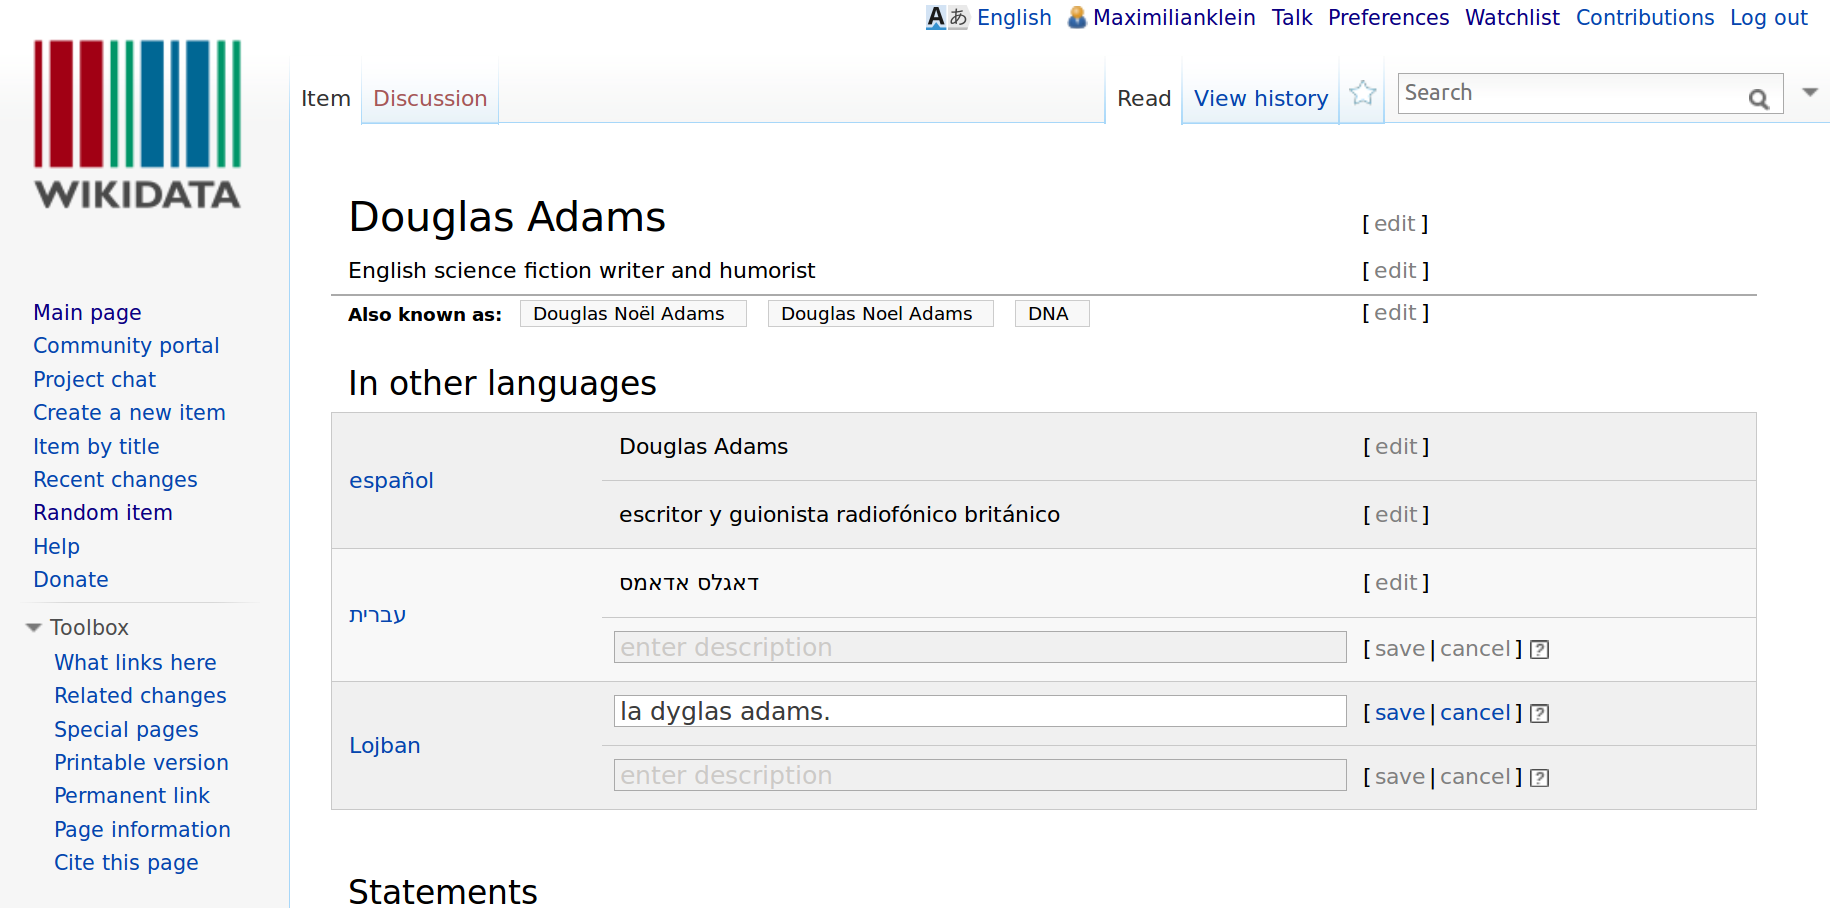 Aあ English Maximilianklein Talk Preferences Watchlist Contributions Log out
WIKIDATA
Item Discussion Read View history Search
Douglas Adams [ edit ]
English science fiction writer and humorist [ edit ]
Also known as: Douglas Noël Adams Douglas Noel Adams DNA [ edit ]
In other languages
español
Douglas Adams [ edit ]
escritor y guionista radiofónico británico [ edit ]
עברית
דאגלס אדאמס [ edit ]
enter description [ save | cancel ] ?
Lojban
la dyglas adams. [ save | cancel ] ?
enter description [ save | cancel ] ?
Statements
Main page
Community portal
Project chat
Create a new item
Item by title
Recent changes
Random item
Help
Donate
Toolbox
What links here
Related changes
Special pages
Printable version
Permanent link
Page information
Cite this page